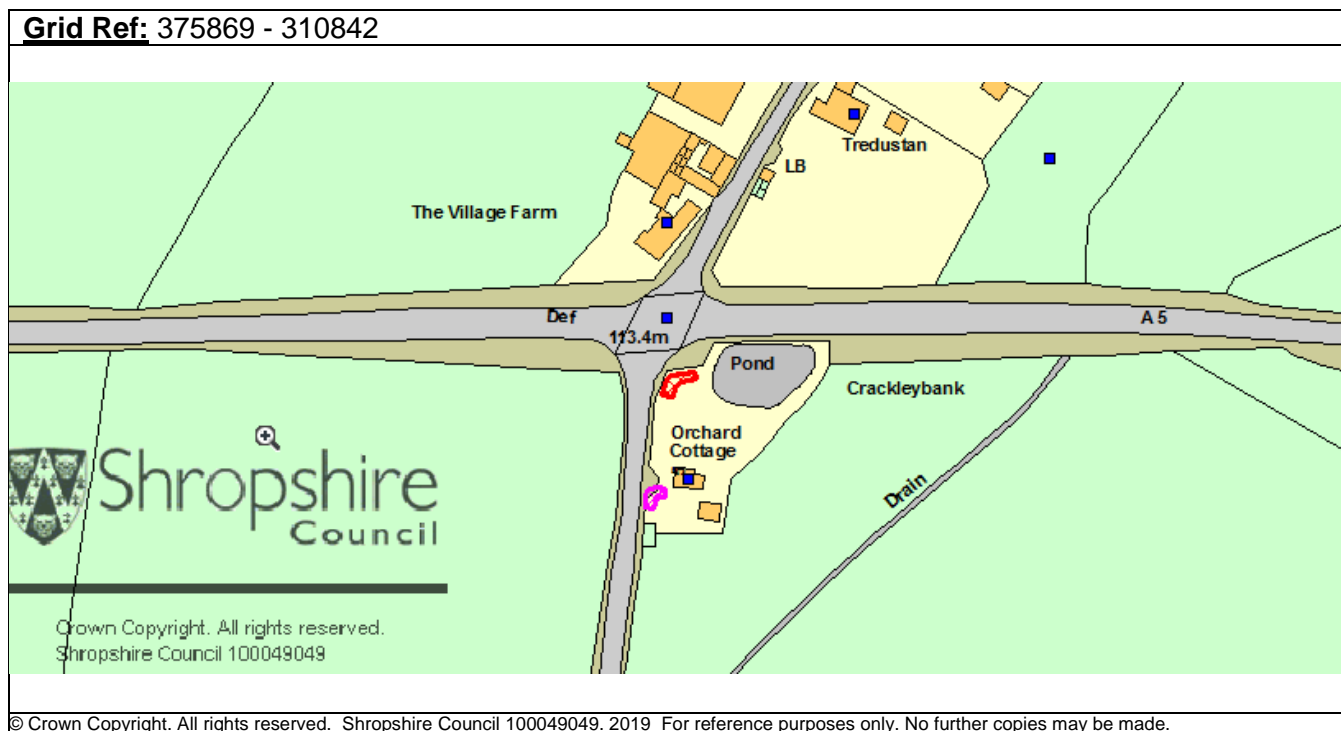 Grid Ref: 375869 - 310842
Tredustan
LB
The Village Farm
Def
A 5
113.4m
Pond
Crackleybank
Orchard
Cottage
Drain
Shropshire
Council
Crown Copyright. All rights reserved.
Shropshire Council 100049049
© Crown Copyright. All rights reserved. Shropshire Council 100049049. 2019 For reference purposes only. No further copies may be made.